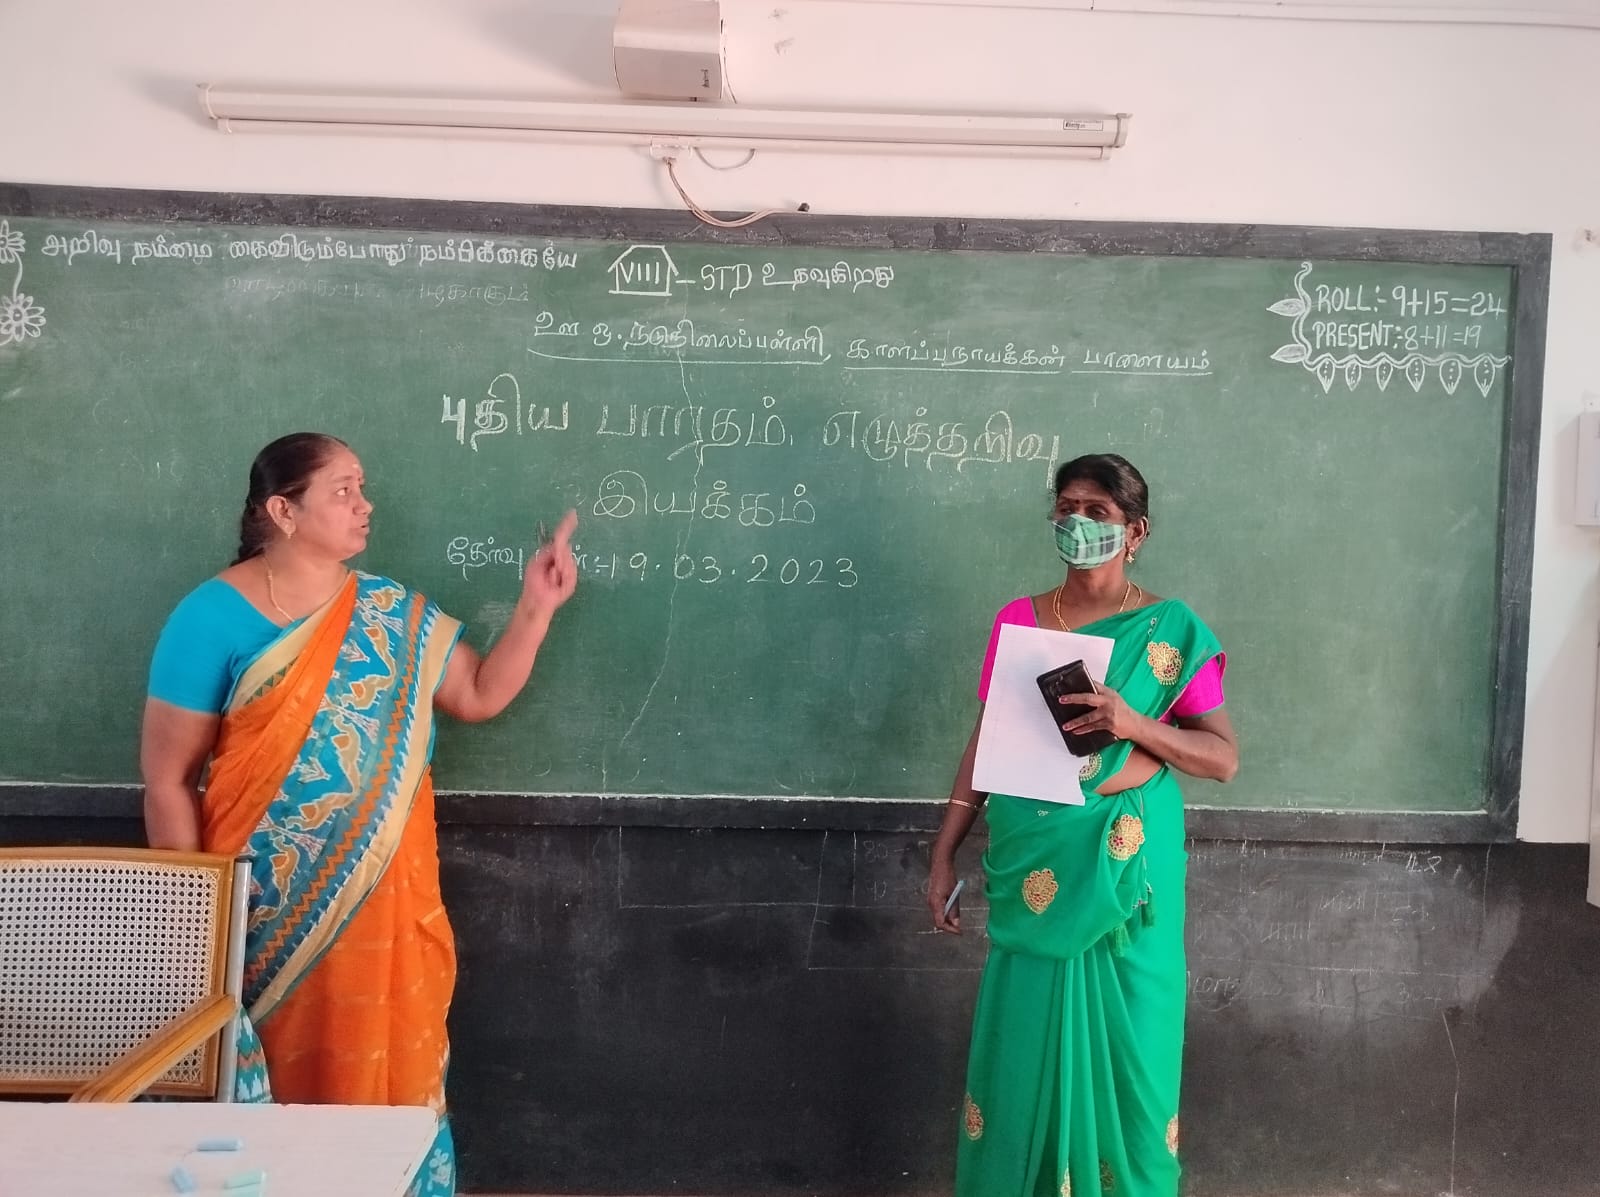 அறிவு நம்மை கைவிடும்போது நம்பிக்கையே
VIII - STD உதவுகிறது
ROLL:- 9+15=24
PRESENT:-8+11=19
ஊ.ஒ.நடுநிலைப்பள்ளி, காளப்பநாயக்கன் பாளையம்
புதிய பாரதம் எழுத்தறிவு
இயக்கம்
தேர்வு :-19.03.2023